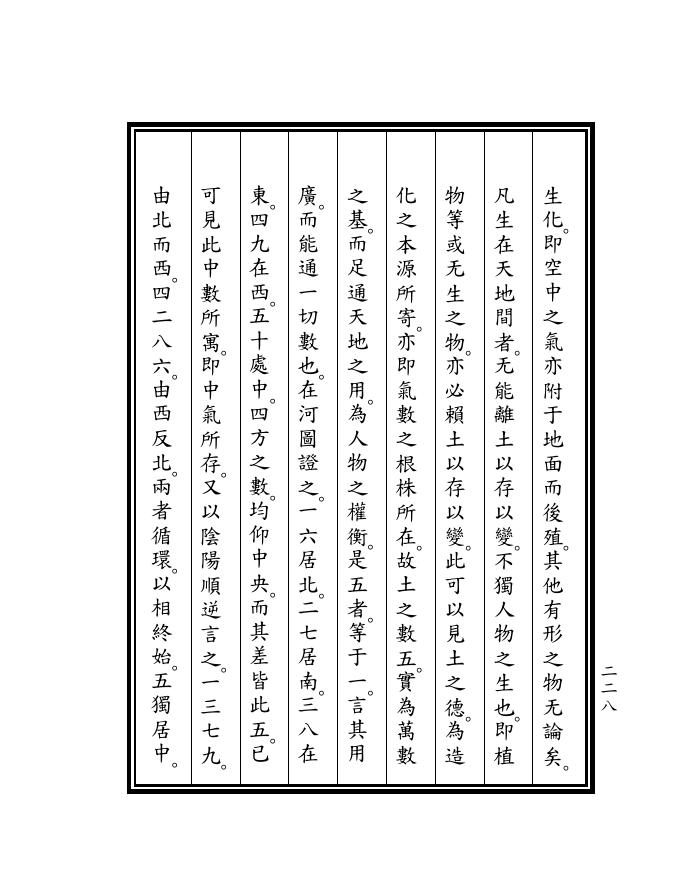 生化。即空中之氣亦附于地面而後殖。其他有形之物无論矣。
凡生在天地間者。无能離土以存以變。不獨人物之生也。即植
物等或无生之物。亦必賴土以存以變。此可以見土之德。為造
化之本源所寄。亦即氣數之根株所在。故土之數五。實為萬數
之基。而足通天地之用。為人物之權衡。是五者。等于一。言其用
廣。而能通一切數也。在河圖證之。一六居北。二七居南。三八在
東。四九在西。五十處中。四方之數。均仰中央。而其差皆此五。已
可見此中數所寓。即中氣所存。又以陰陽順逆言之。一三七九。
由北而西。四二八六。由西反北。兩者循環。以相終始。五獨居中。
二二八